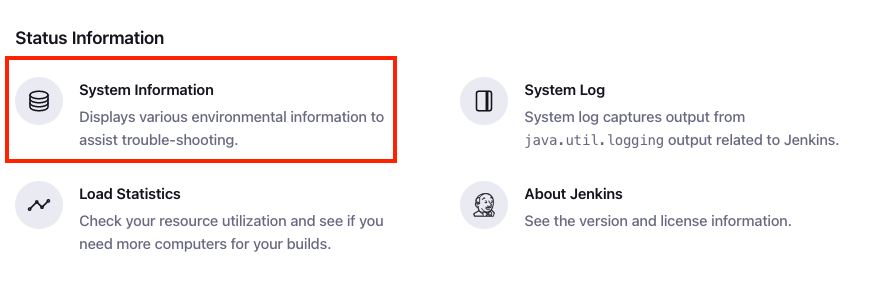 Status Information
System Information
Displays various environmental information to
assist trouble-shooting.
System Log
System log captures output from
java.util.logging output related to Jenkins.
Load Statistics
Check your resource utilization and see if you
need more computers for your builds.
About Jenkins
See the version and license information.